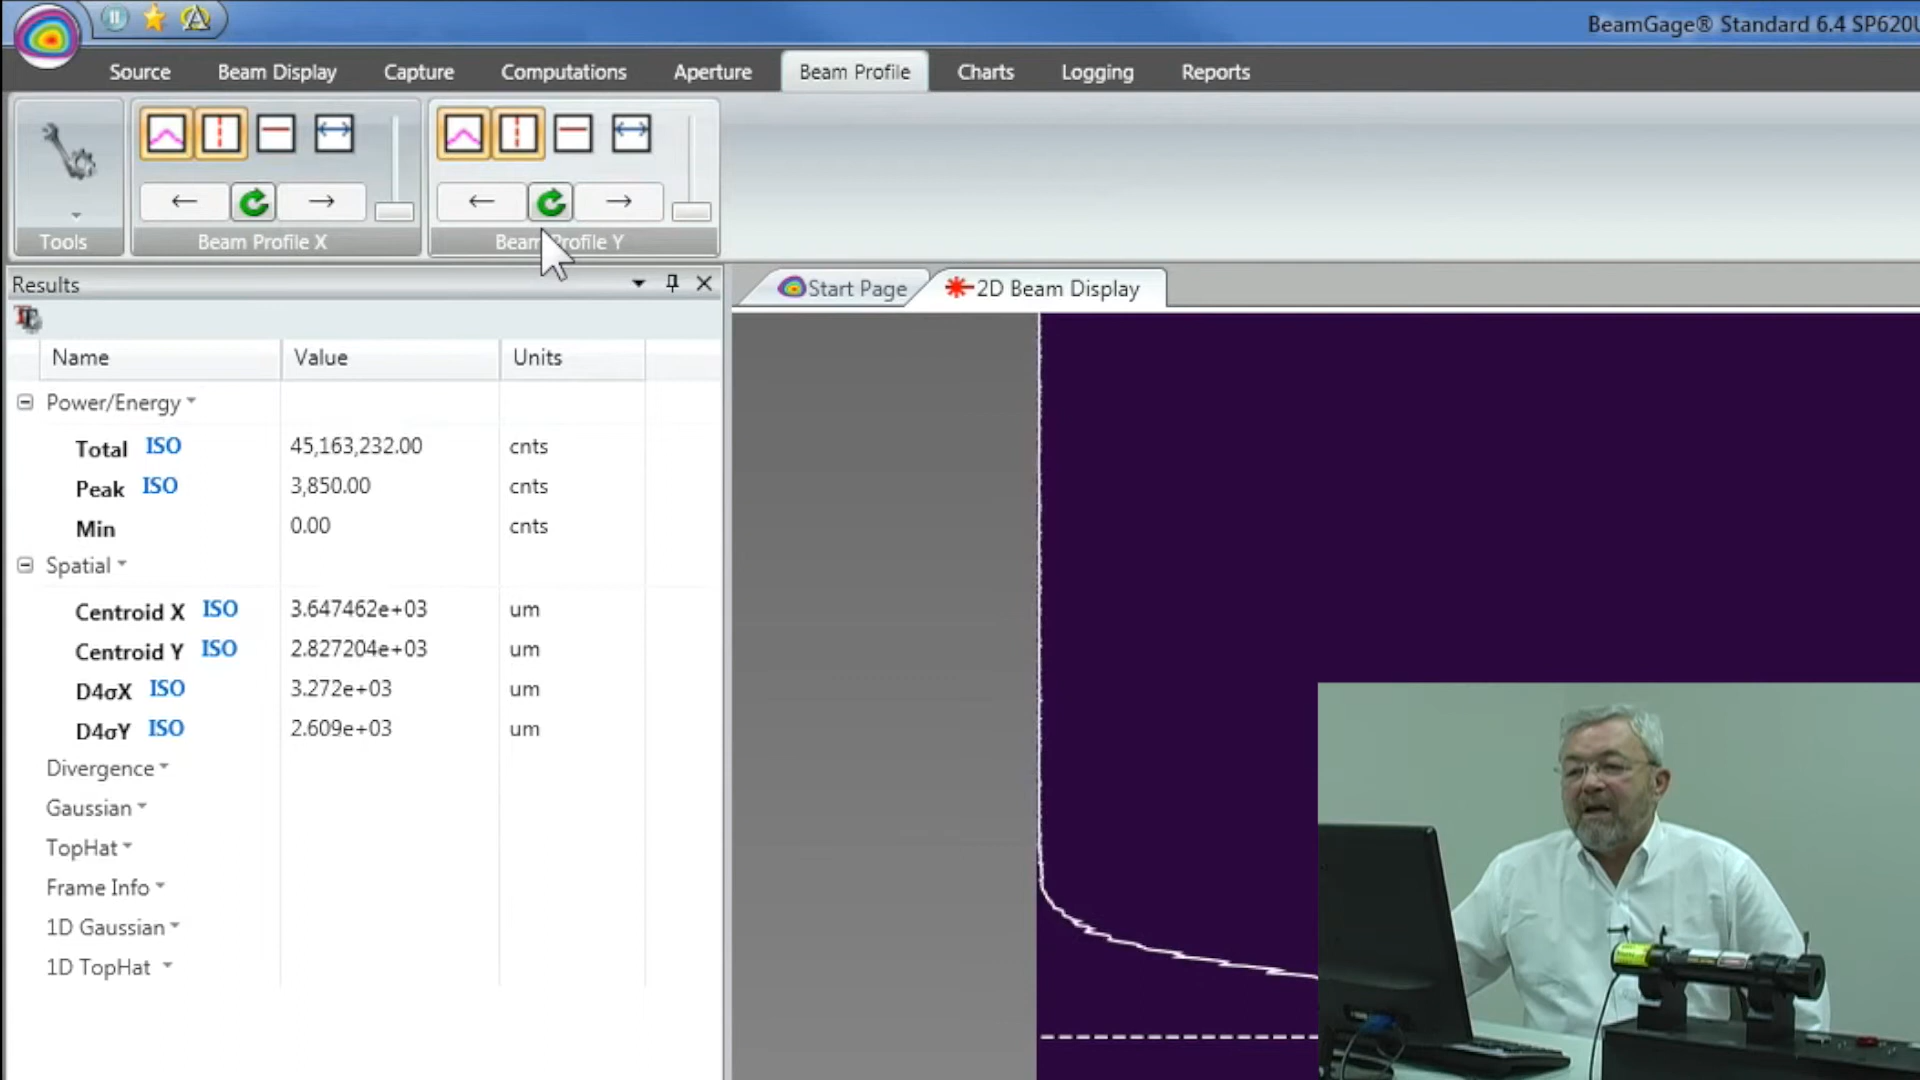 BeamGage® Standard 6.4 SP620U
Source Beam Display Capture Computations Aperture Beam Profile Charts Logging Reports
Tools
Beam Profile X
Beam Profile Y
Results
Start Page
2D Beam Display
Name Value Units
Power/Energy
Total ISO 45,163,232.00 cnts
Peak ISO 3,850.00 cnts
Min 0.00 cnts
Spatial
Centroid X ISO 3.647462e+03 um
Centroid Y ISO 2.827204e+03 um
D4σX ISO 3.272e+03 um
D4σY ISO 2.609e+03 um
Divergence
Gaussian
TopHat
Frame Info
1D Gaussian
1D TopHat